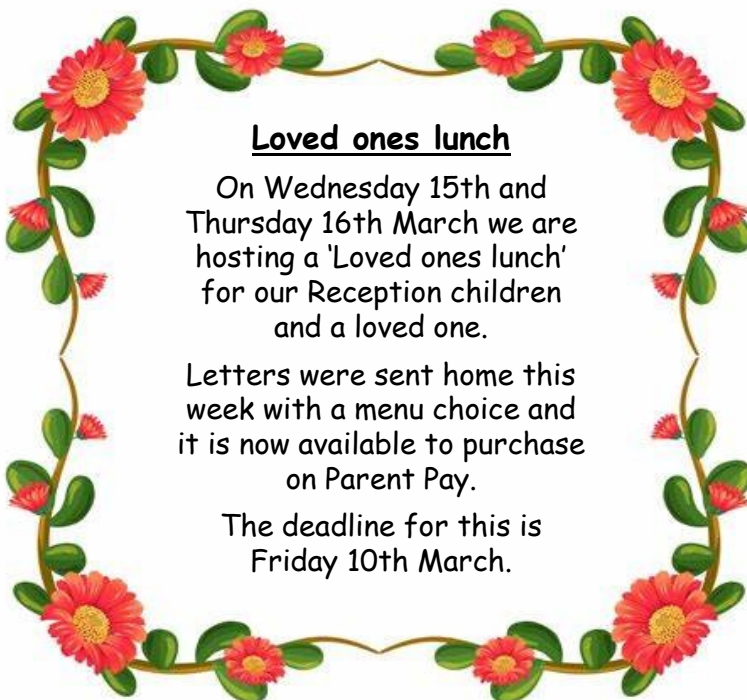 Loved ones lunch
On Wednesday 15th and
Thursday 16th March we are
hosting a ‘Loved ones lunch’
for our Reception children
and a loved one.
Letters were sent home this
week with a menu choice and
it is now available to purchase
on Parent Pay.
The deadline for this is
Friday 10th March.